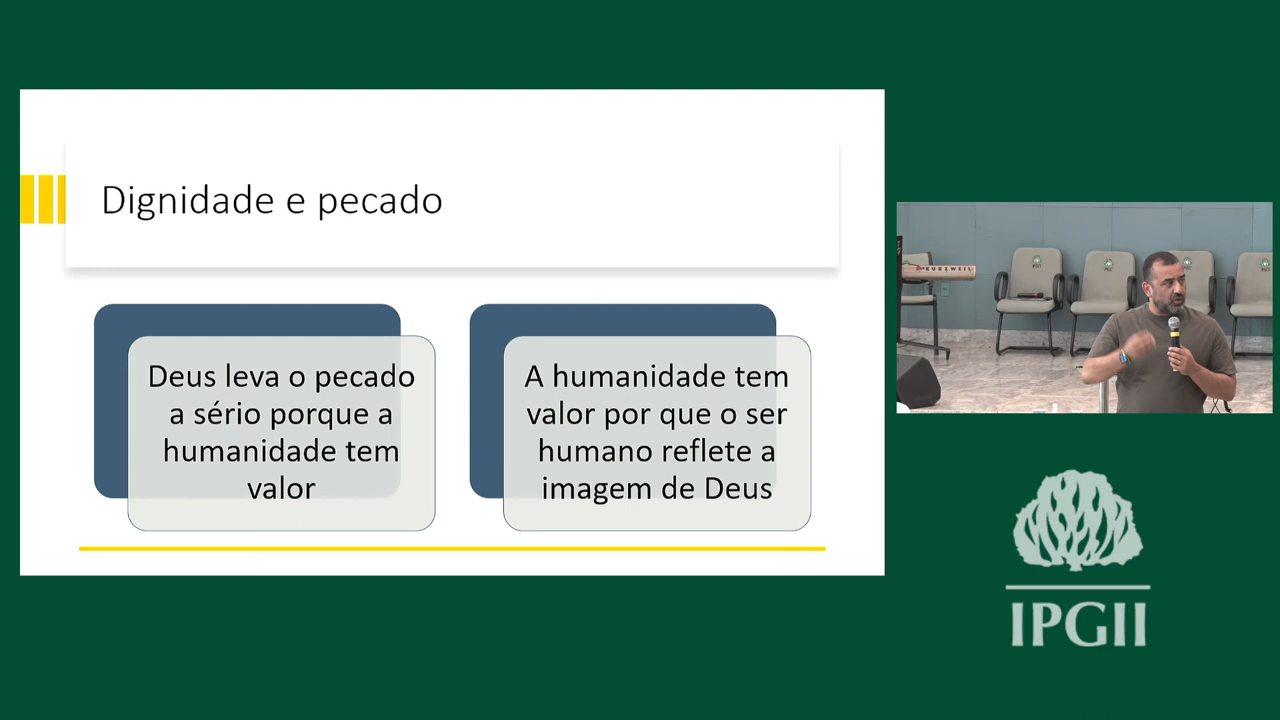 Dignidade e pecado
Deus leva o pecado
a sério porque a
humanidade tem
valor
A humanidade tem
valor por que o ser
humano reflete a
imagem de Deus
KURZWEIL
IPGII